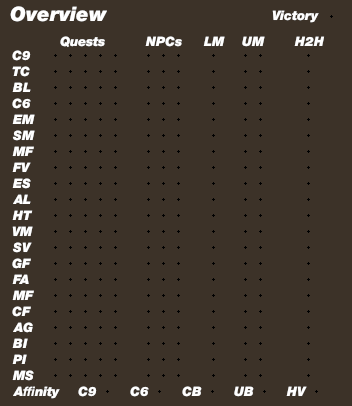 Overview Victory
Quests NPCs LM UM H2H
C9
TC
BL
C6
EM
SM
MF
FV
ES
AL
HT
VM
SV
GF
FA
MF
CF
AG
BI
PI
MS
Affinity C9 C6 CB UB HV